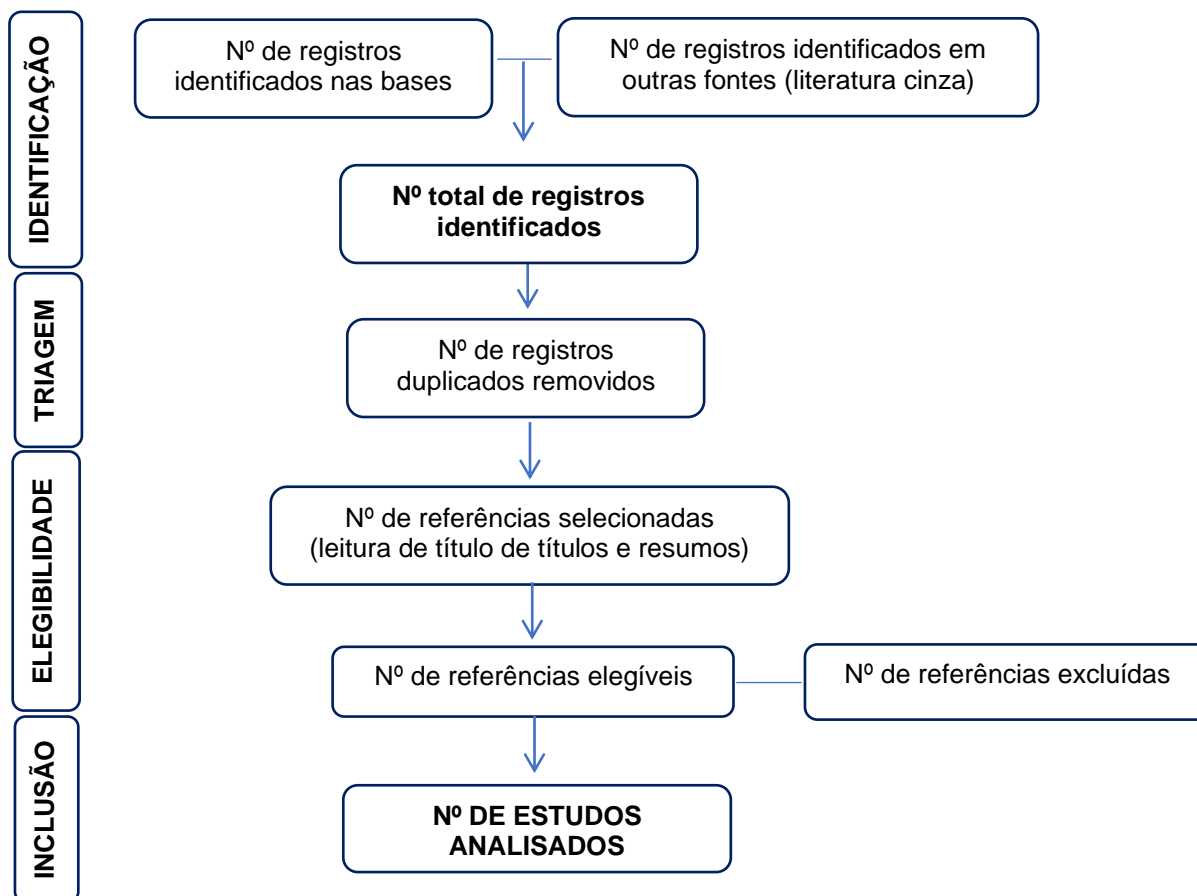 IDENTIFICAÇÃO
Nº de registros
identificados nas bases
Nº de registros identificados em
outras fontes (literatura cinza)
Nº total de registros
identificados
TRIAGEM
Nº de registros
duplicados removidos
ELEGIBILIDADE
Nº de referências selecionadas
(leitura de título de títulos e resumos)
Nº de referências elegíveis
Nº de referências excluídas
INCLUSÃO
Nº DE ESTUDOS
ANALISADOS